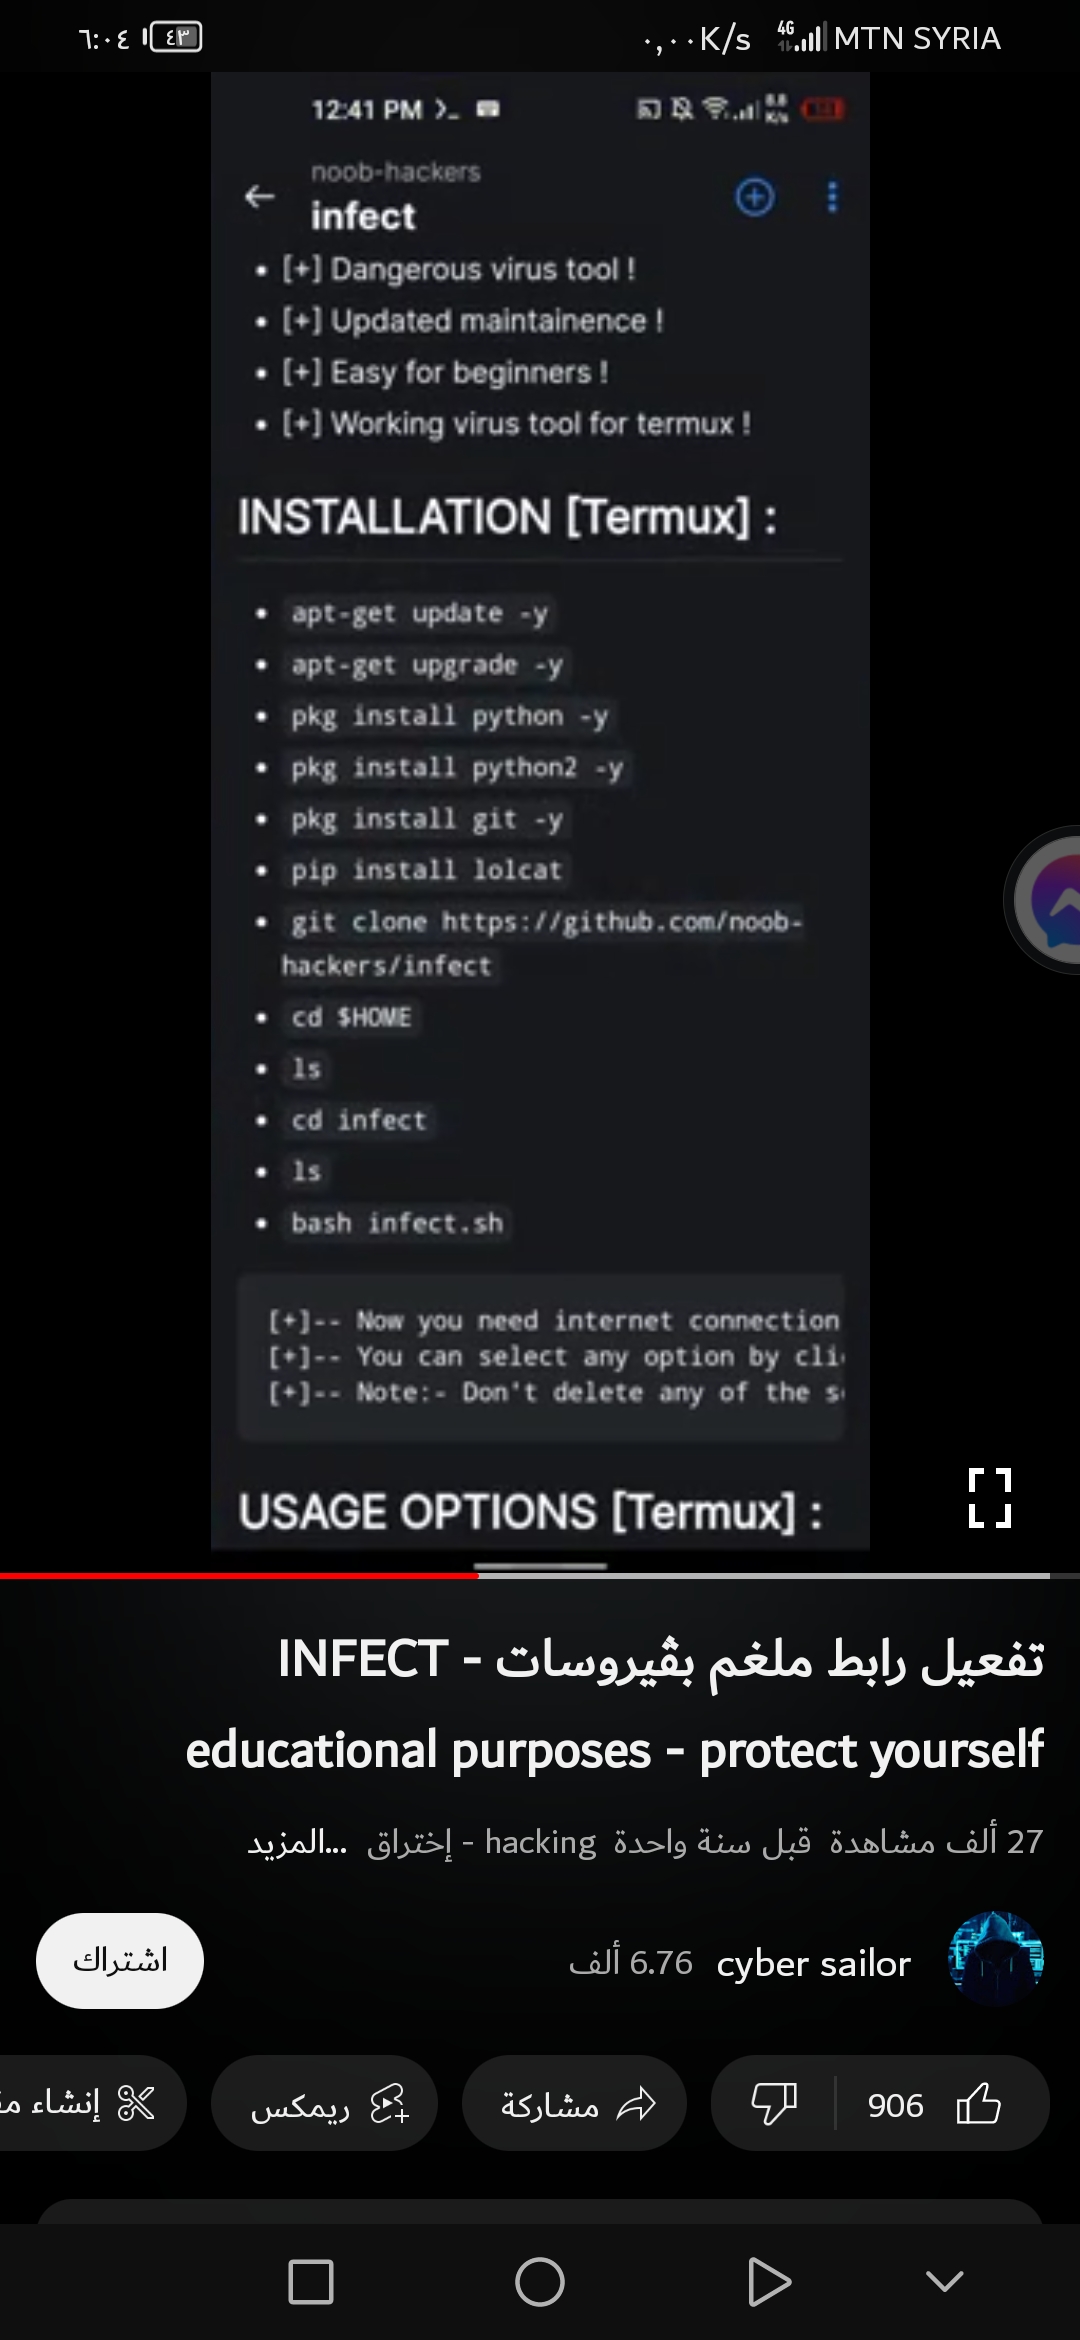 ٦:٠٤ ٤٣ ٠,٠٠K/s 4G MTN SYRIA
12:41 PM
noob-hackers
infect
[+] Dangerous virus tool !
[+] Updated maintainence !
[+] Easy for beginners !
[+] Working virus tool for termux !
INSTALLATION [Termux] :
apt-get update -y
apt-get upgrade -y
pkg install python -y
pkg install python2 -y
pkg install git -y
pip install lolcat
git clone https://github.com/noob-
hackers/infect
cd $HOME
ls
cd infect
ls
bash infect.sh
[+]-- Now you need internet connection
[+]-- You can select any option by cli
[+]-- Note:- Don't delete any of the s
USAGE OPTIONS [Termux] :
تفعيل رابط ملغم بڤيروسات - INFECT
educational purposes - protect yourself
27 ألف مشاهدة قبل سنة واحدة hacking - إختراق ...المزيد
cyber sailor 6.76 ألف
اشتراك
906
مشاركة
ريمكس
إنشاء